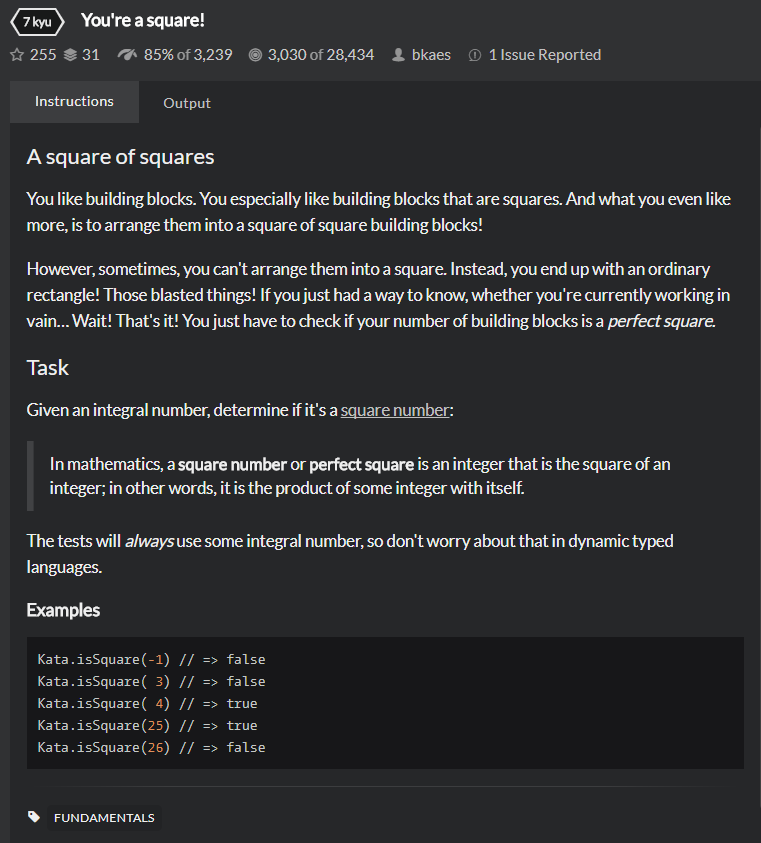 7 kyu You're a square!
255 31 85% of 3,239 3,030 of 28,434 bkaes 1 Issue Reported
Instructions Output
A square of squares
You like building blocks. You especially like building blocks that are squares. And what you even like
more, is to arrange them into a square of square building blocks!
However, sometimes, you can't arrange them into a square. Instead, you end up with an ordinary
rectangle! Those blasted things! If you just had a way to know, whether you're currently working in
vain… Wait! That's it! You just have to check if your number of building blocks is a perfect square.
Task
Given an integral number, determine if it's a square number:
In mathematics, a square number or perfect square is an integer that is the square of an
integer; in other words, it is the product of some integer with itself.
The tests will always use some integral number, so don't worry about that in dynamic typed
languages.
Examples
Kata.isSquare(-1) // => false
Kata.isSquare( 3) // => false
Kata.isSquare( 4) // => true
Kata.isSquare(25) // => true
Kata.isSquare(26) // => false
FUNDAMENTALS